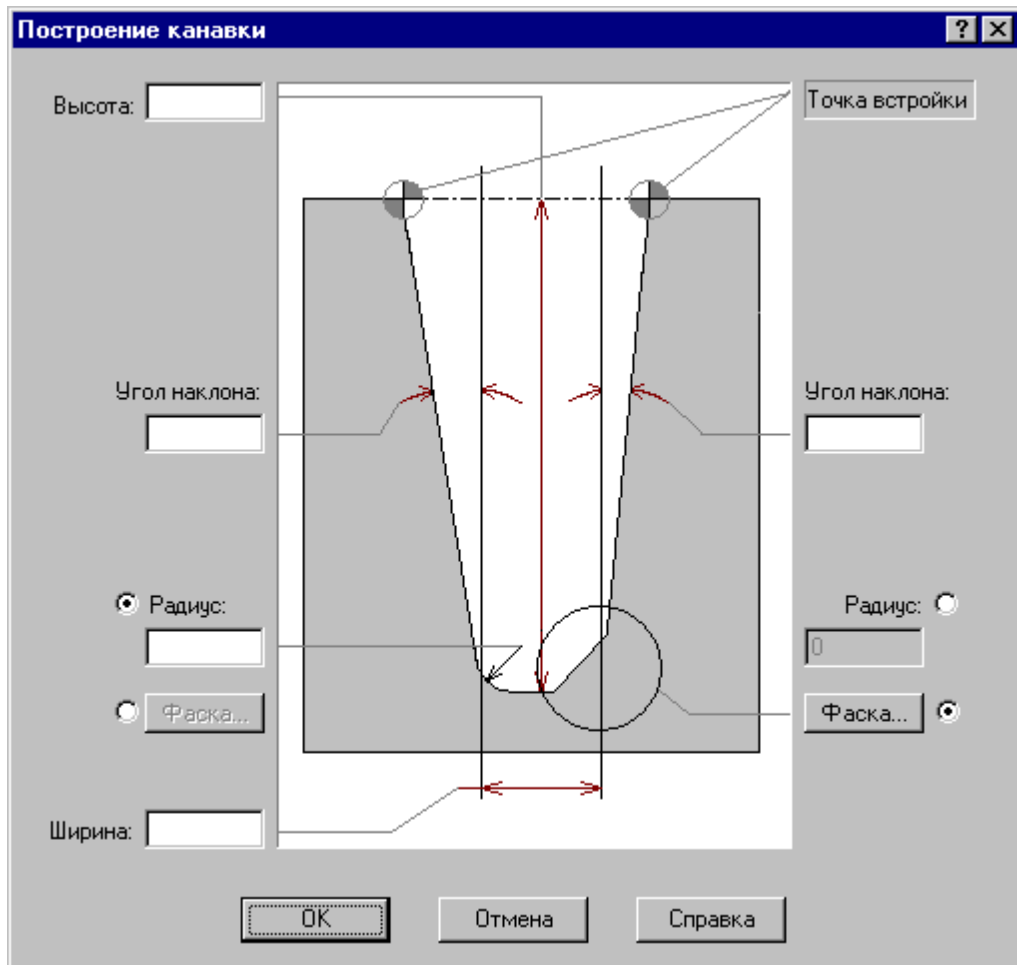 Построение канавки
Высота:
Точка встройки
Угол наклона:
Угол наклона:
Радиус:
Радиус:
0
Фаска...
Фаска...
Ширина:
OK
Отмена
Справка